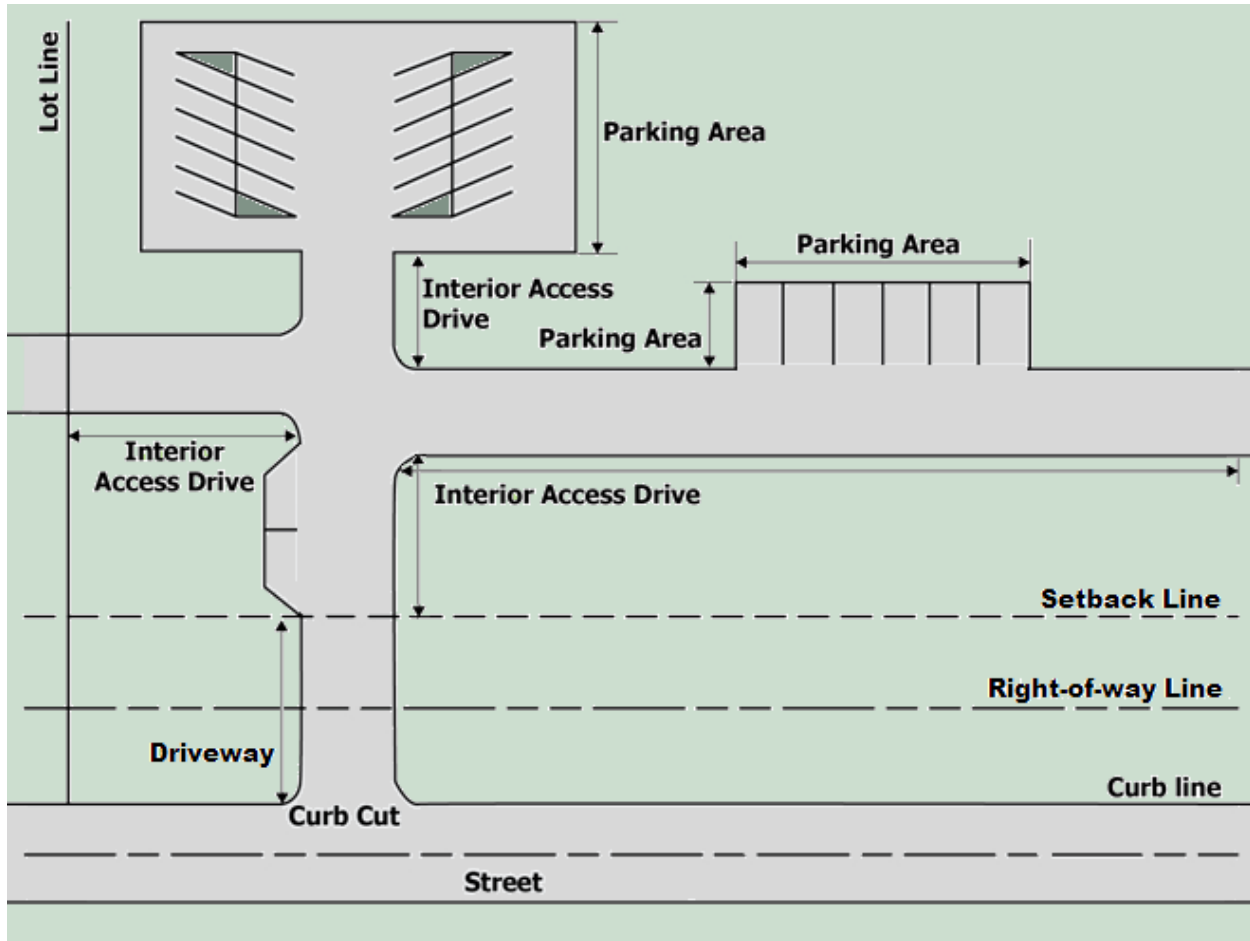 Lot Line
Parking Area
Parking Area
Interior Access
Drive
Parking Area
Interior
Access Drive
Interior Access Drive
Setback Line
Right-of-way Line
Driveway
Curb line
Curb Cut
Street